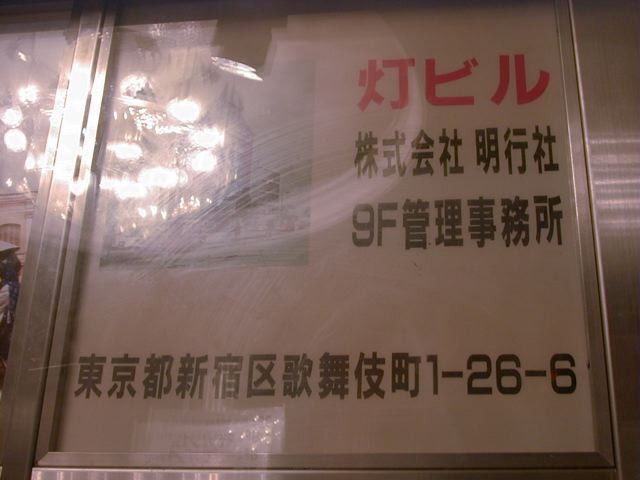 灯ビル
株式会社 明行社
9F管理事務所
東京都新宿区歌舞伎町1-26-6